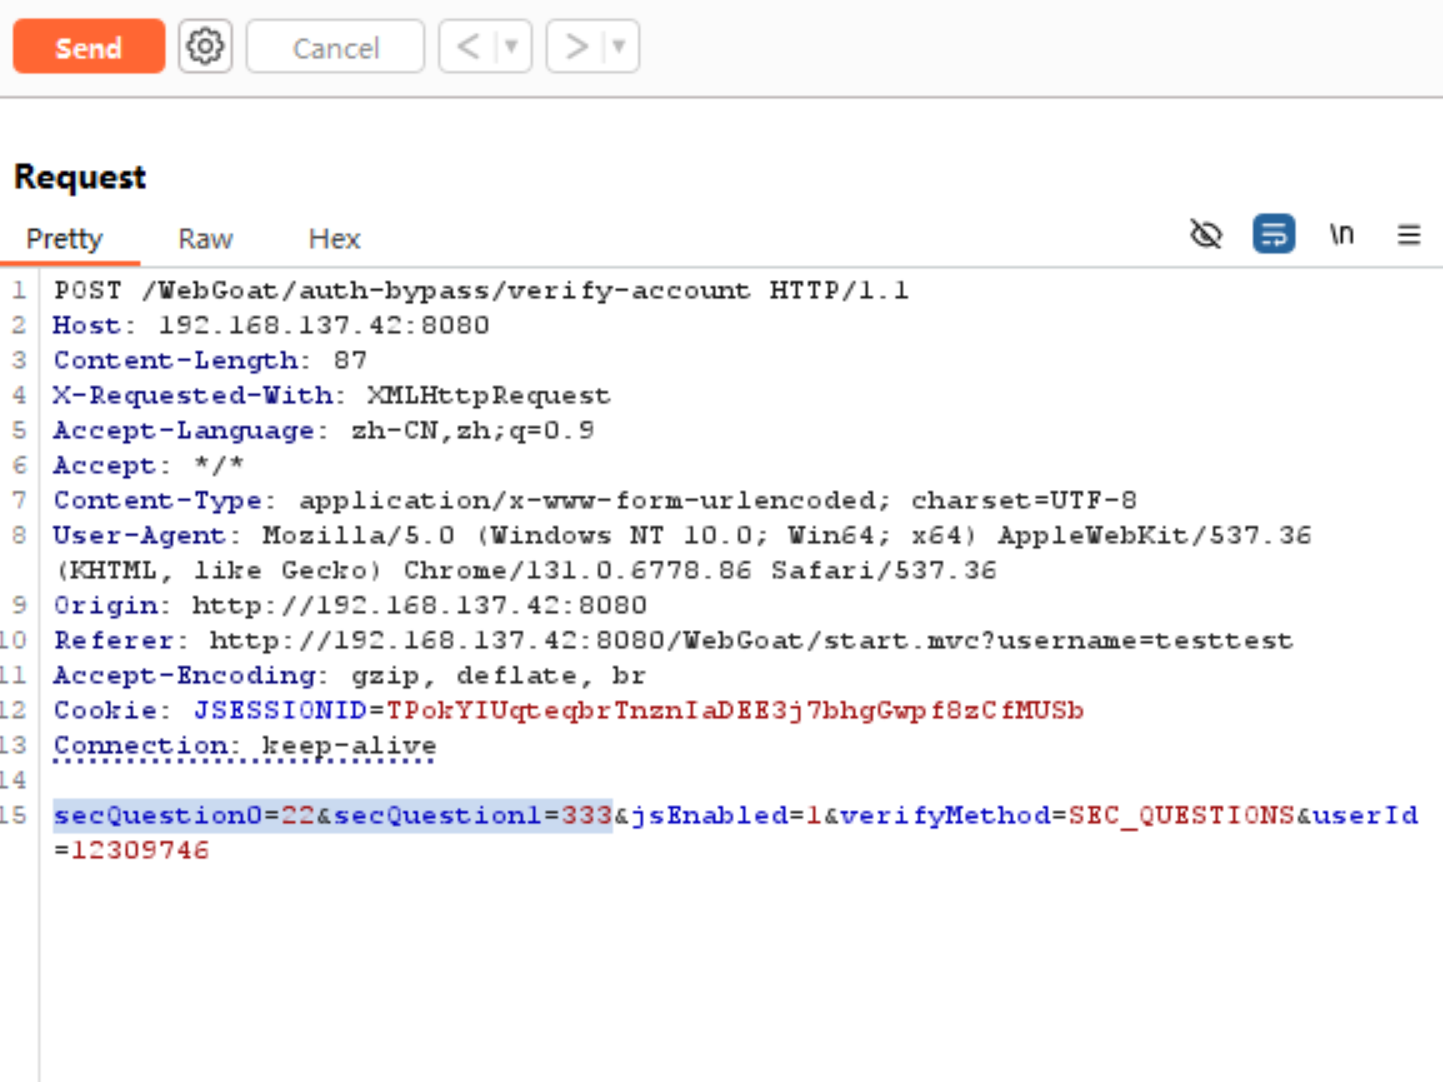 Send
Cancel
Request
Pretty Raw Hex \n
1 POST /WebGoat/auth-bypass/verify-account HTTP/1.1
2 Host: 192.168.137.42:8080
3 Content-Length: 87
4 X-Requested-With: XMLHttpRequest
5 Accept-Language: zh-CN,zh;q=0.9
6 Accept: */*
7 Content-Type: application/x-www-form-urlencoded; charset=UTF-8
8 User-Agent: Mozilla/5.0 (Windows NT 10.0; Win64; x64) AppleWebKit/537.36
(KHTML, like Gecko) Chrome/131.0.6778.86 Safari/537.36
9 Origin: http://192.168.137.42:8080
10 Referer: http://192.168.137.42:8080/WebGoat/start.mvc?username=testtest
11 Accept-Encoding: gzip, deflate, br
12 Cookie: JSESSIONID=TPokYIUqteqbrTnznIaDEE3j7bhgGwpf8zCfMUSb
13 Connection: keep-alive
14
15 secQuestion0=22&secQuestion1=333&jsEnabled=1&verifyMethod=SEC_QUESTIONS&userId
=12309746